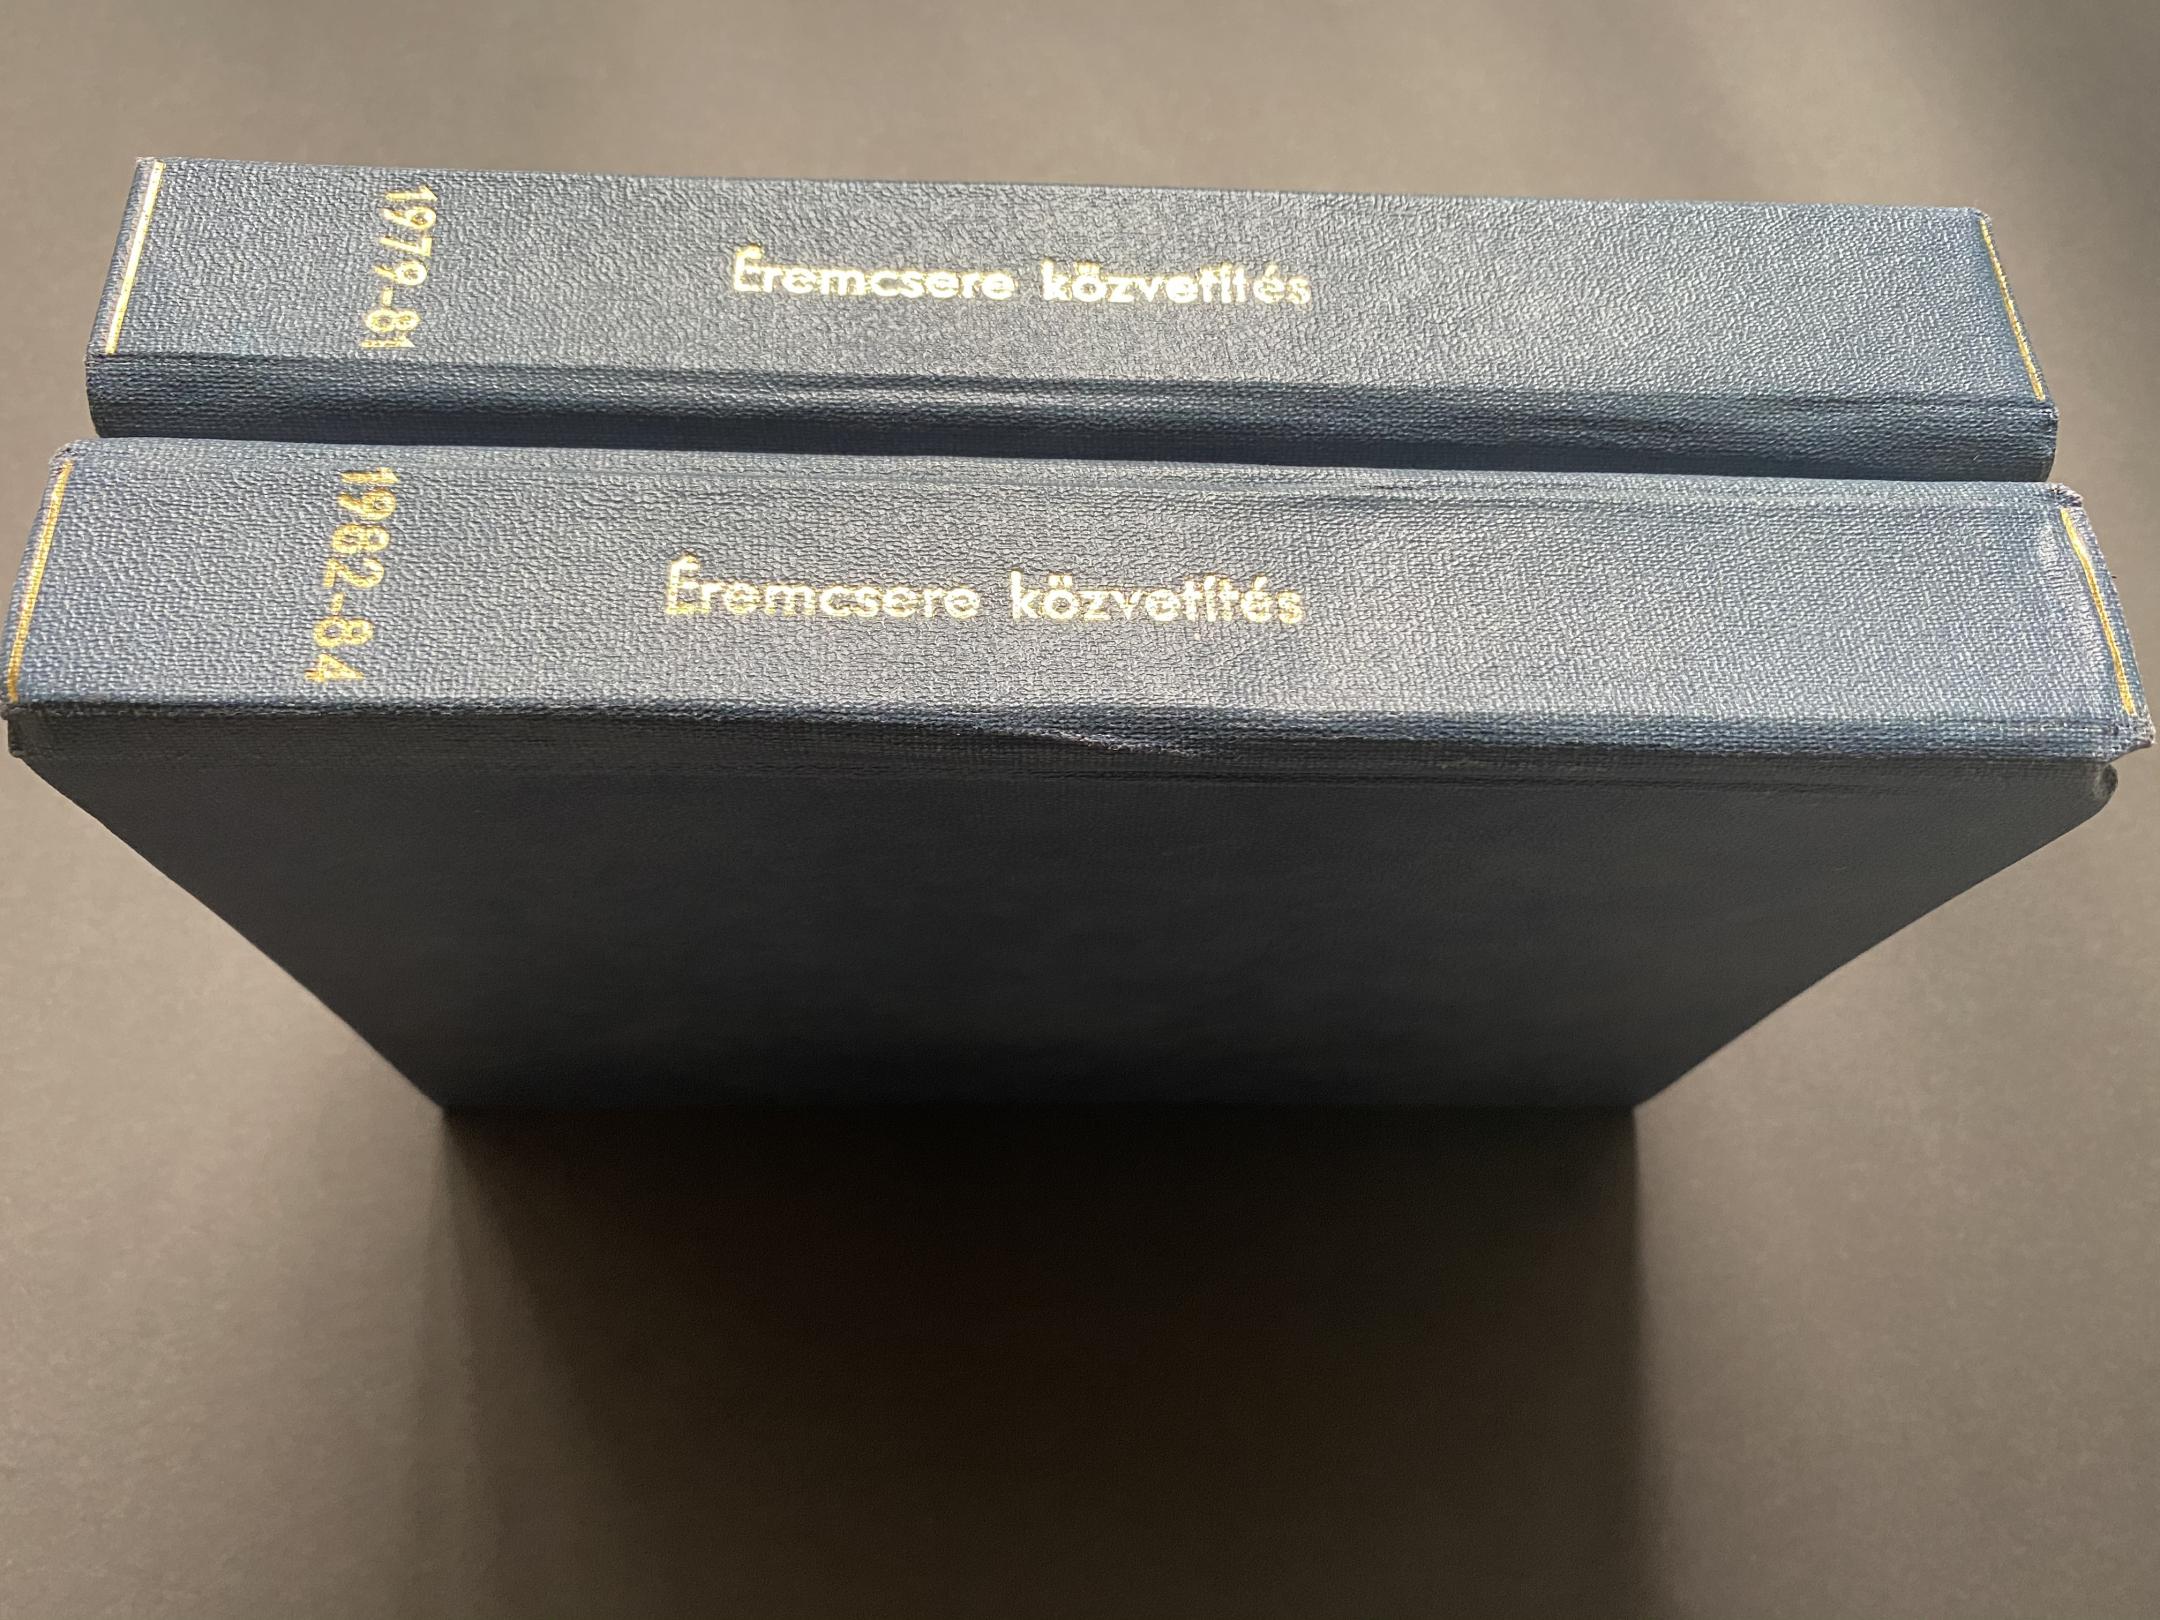 1979-81
Éremcsere közvetítés
1982-84
Éremcsere közvetítés